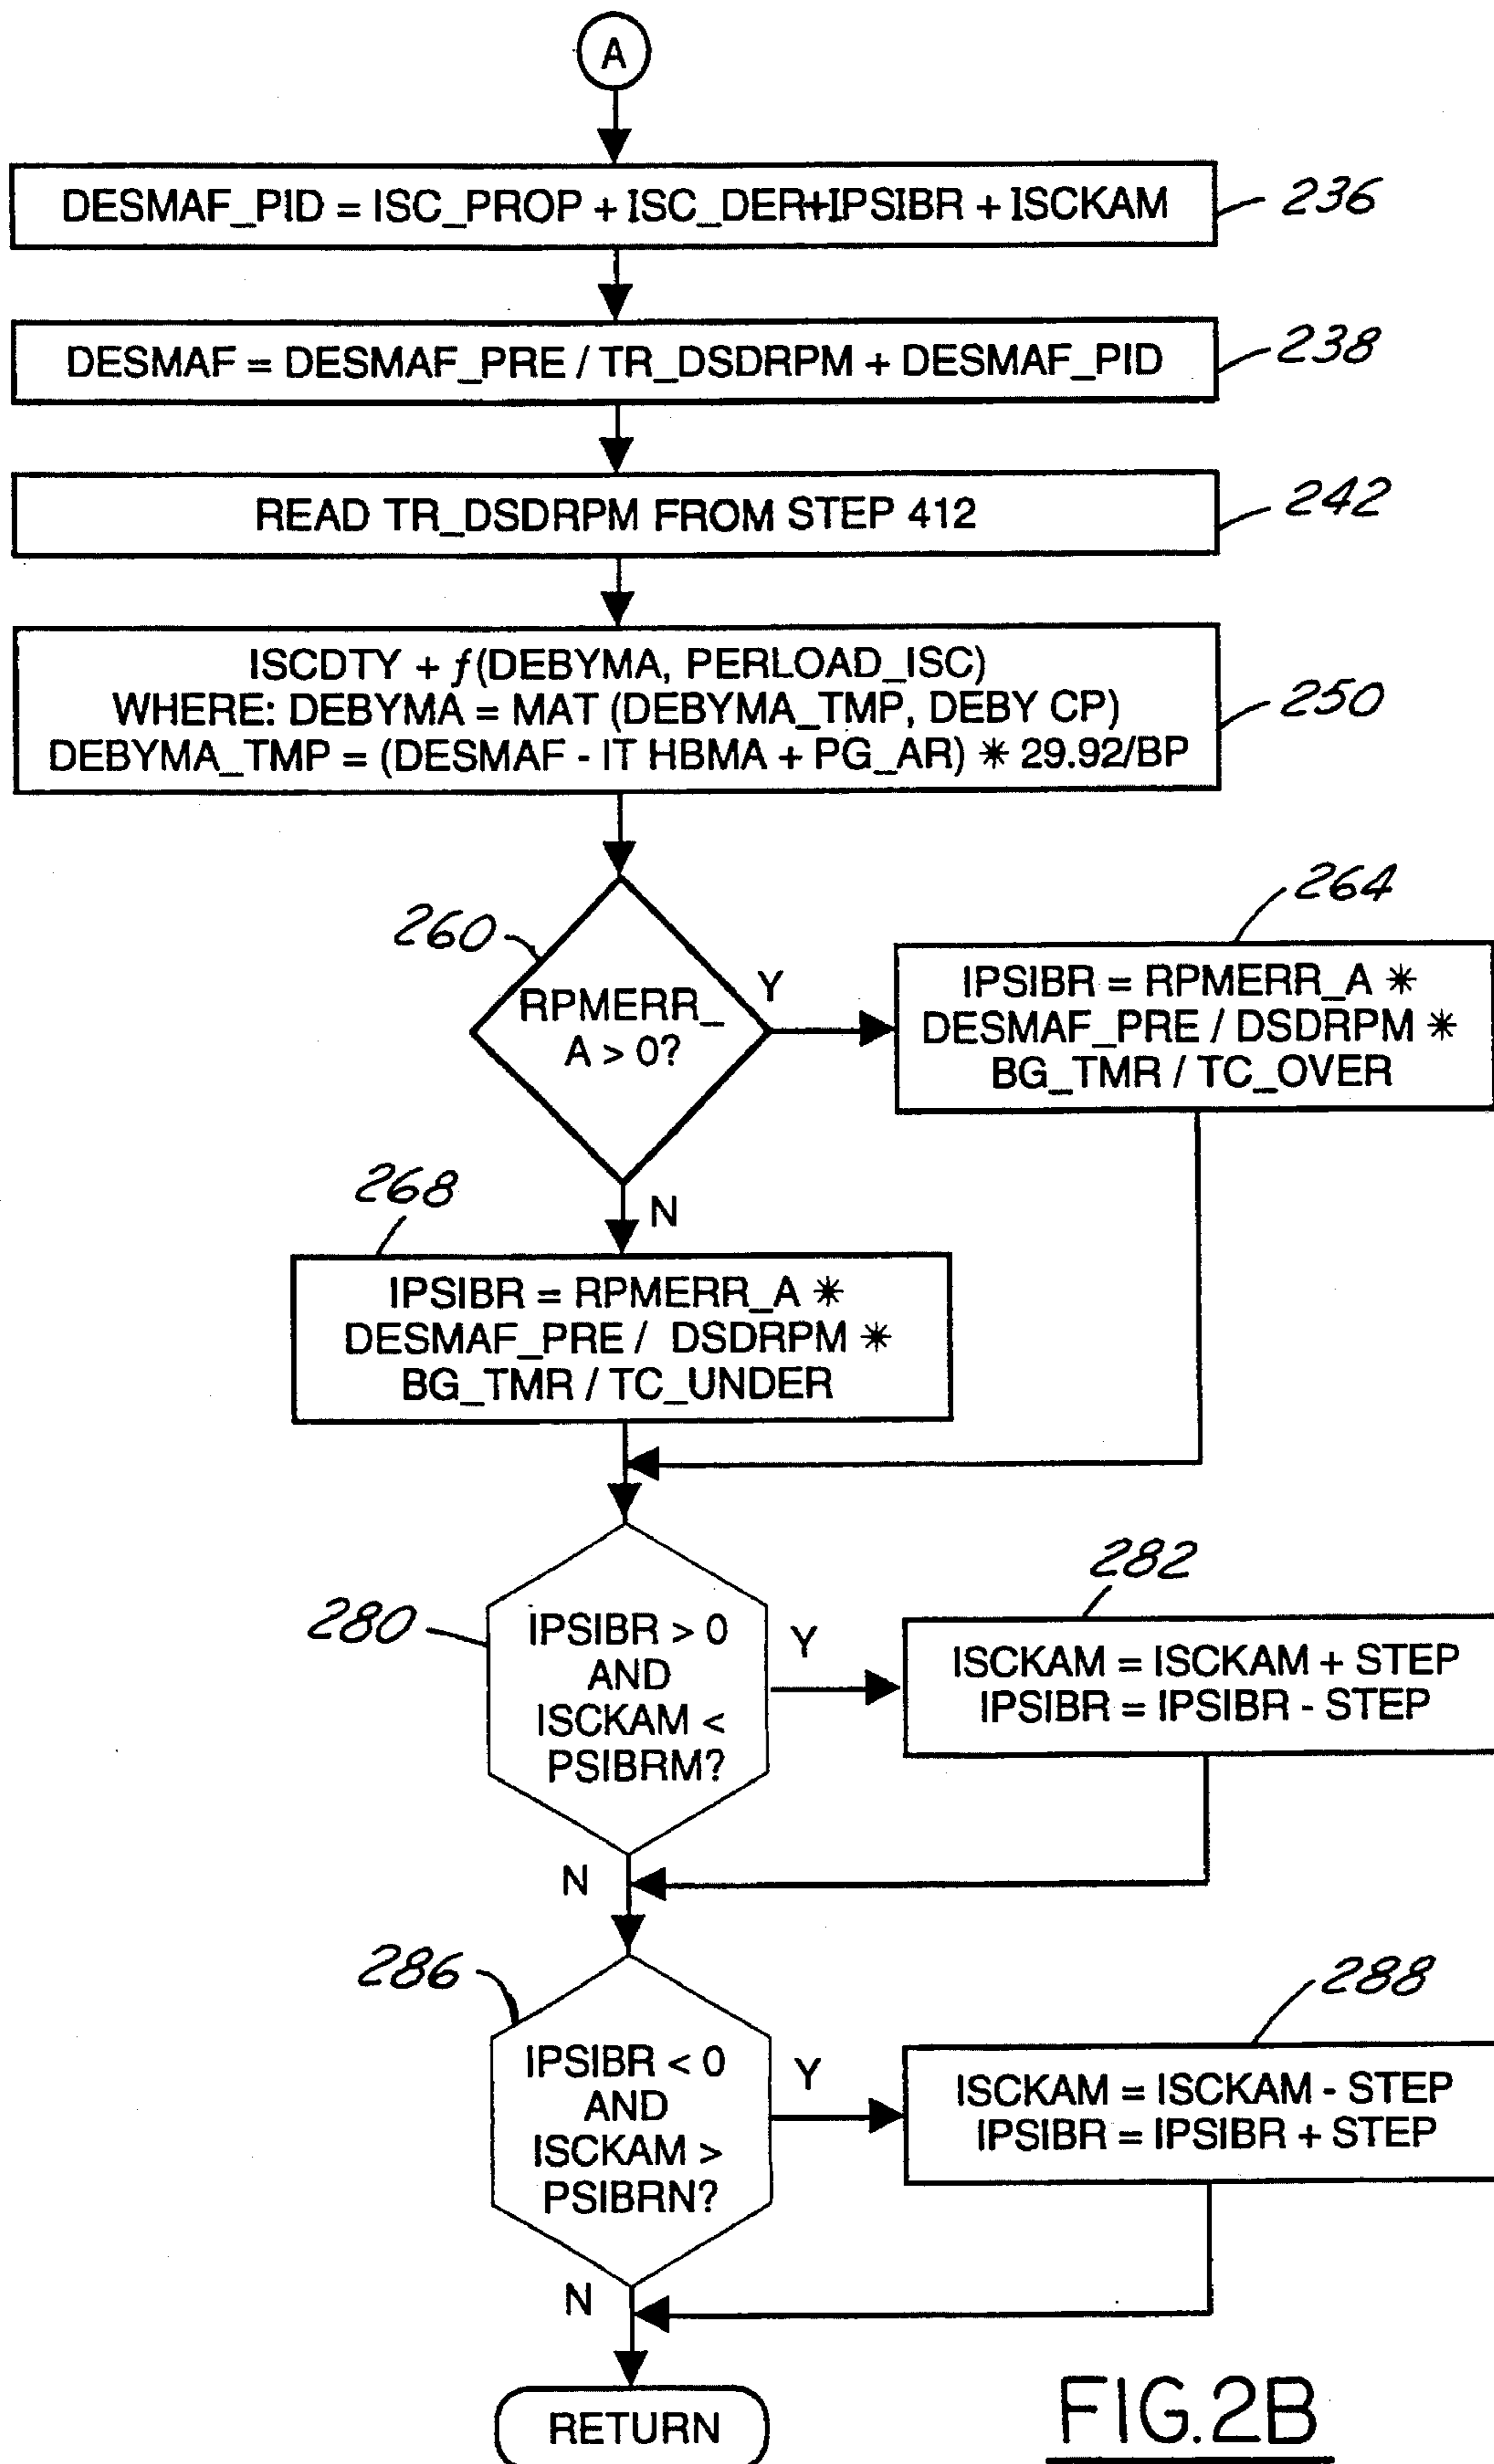 A
DESMAF_PID = ISC_PROP + ISC_DER+IPSIBR + ISCKAM
236
DESMAF = DESMAF_PRE / TR_DSDRPM + DESMAF_PID
238
READ TR_DSDRPM FROM STEP 412
242
ISCDTY + f(DEBYMA, PERLOAD_ISC)
WHERE: DEBYMA = MAT (DEBYMA_TMP, DEBY CP)
DEBYMA_TMP = (DESMAF - IT HBMA + PG_AR) * 29.92/BP
250
260
RPMERR_
A > 0?
Y
264
IPSIBR = RPMERR_A *
DESMAF_PRE / DSDRPM *
BG_TMR / TC_OVER
N
268
IPSIBR = RPMERR_A *
DESMAF_PRE / DSDRPM *
BG_TMR / TC_UNDER
280
IPSIBR > 0
AND
ISCKAM <
PSIBRM?
Y
282
ISCKAM = ISCKAM + STEP
IPSIBR = IPSIBR - STEP
N
286
IPSIBR < 0
AND
ISCKAM >
PSIBRN?
Y
288
ISCKAM = ISCKAM - STEP
IPSIBR = IPSIBR + STEP
N
RETURN
FIG.2B